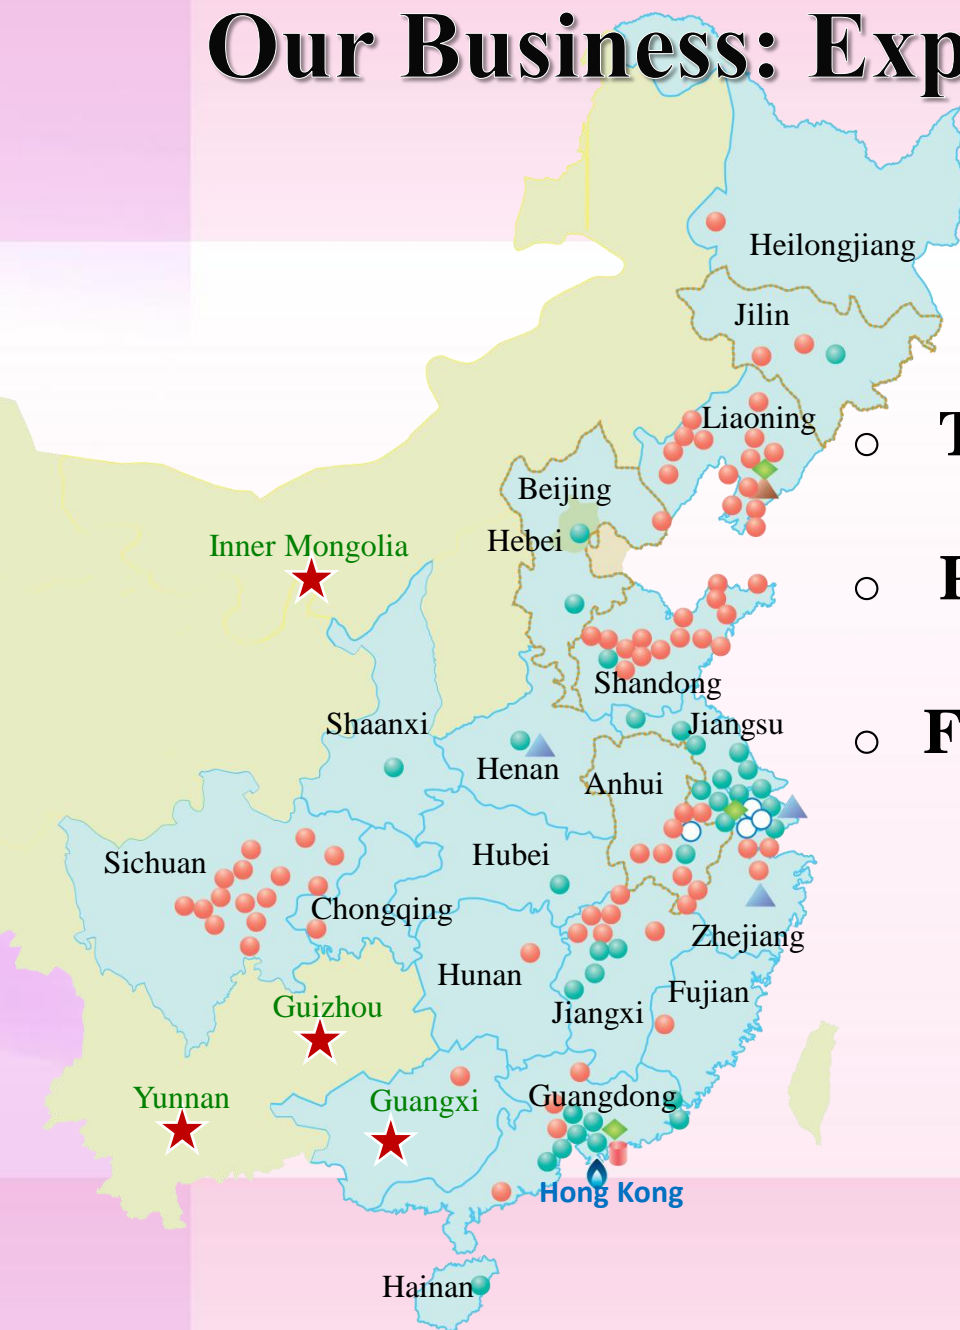 Our Business: Exp
Heilongjiang
Jilin
Liaoning
T
Beijing
Hebei
Inner Mongolia
Shandong
Shaanxi
Jiangsu
Henan
F
Anhui
Sichuan
Hubei
Chongqing
Zhejiang
Hunan
Fujian
Guizhou
Jiangxi
Yunnan
Guangxi
Guangdong
Hong Kong
Hainan